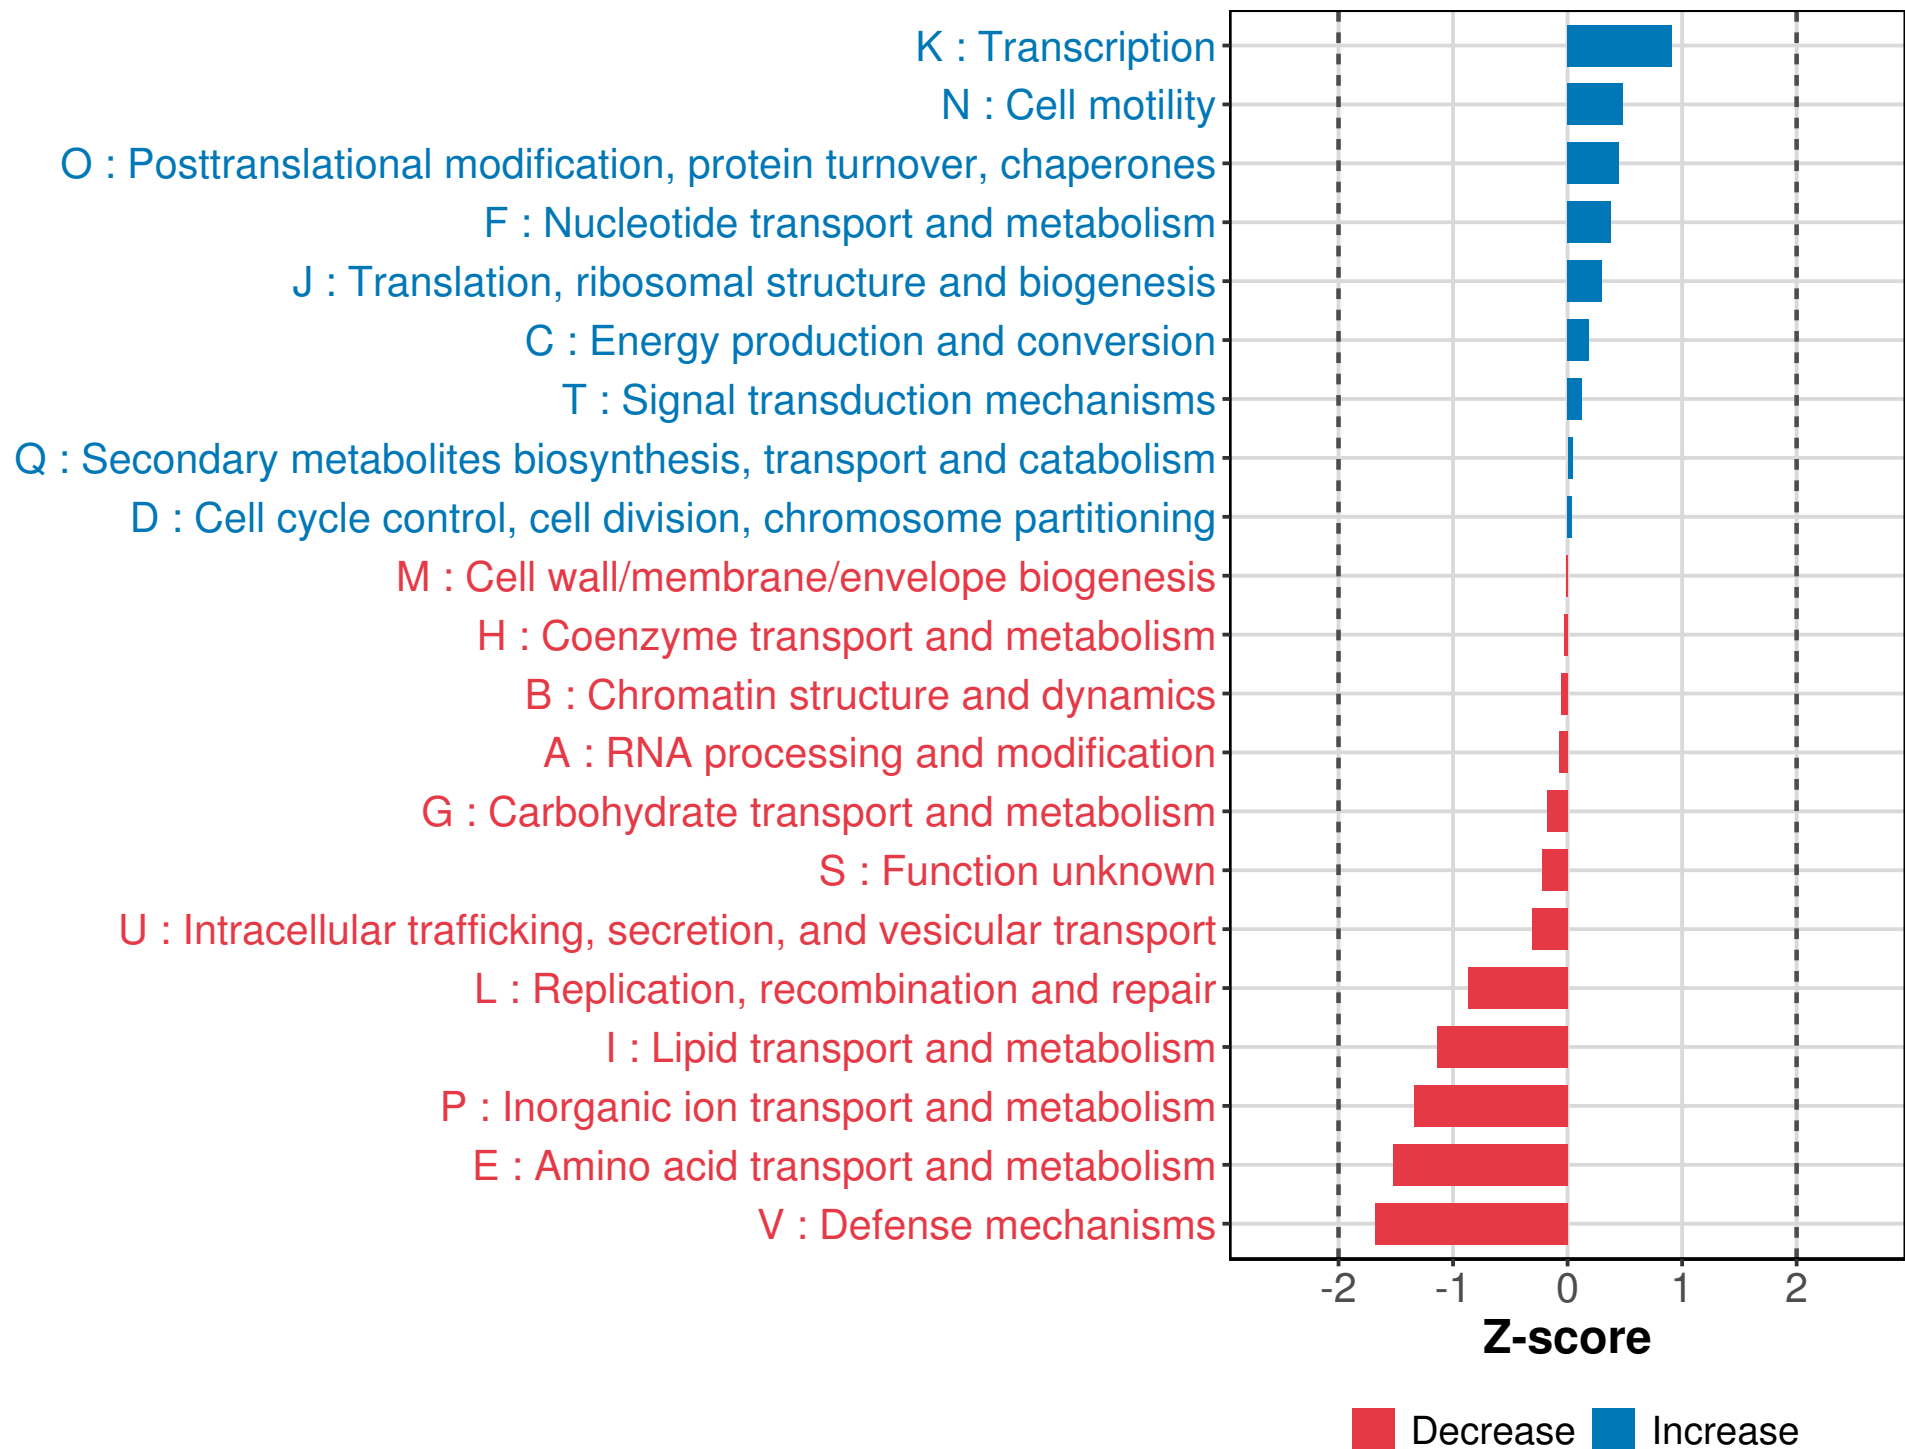 K : Transcription
N : Cell motility
O : Posttranslational modification, protein turnover, chaperones
F : Nucleotide transport and metabolism
J : Translation, ribosomal structure and biogenesis
C : Energy production and conversion
T : Signal transduction mechanisms
Q : Secondary metabolites biosynthesis, transport and catabolism
D : Cell cycle control, cell division, chromosome partitioning
M : Cell wall/membrane/envelope biogenesis
H : Coenzyme transport and metabolism
B : Chromatin structure and dynamics
A : RNA processing and modification
G : Carbohydrate transport and metabolism
S : Function unknown
U : Intracellular trafficking, secretion, and vesicular transport
L : Replication, recombination and repair
I : Lipid transport and metabolism
P : Inorganic ion transport and metabolism
E : Amino acid transport and metabolism
V : Defense mechanisms
-2 -1 0 1 2
Z-score
Decrease Increase